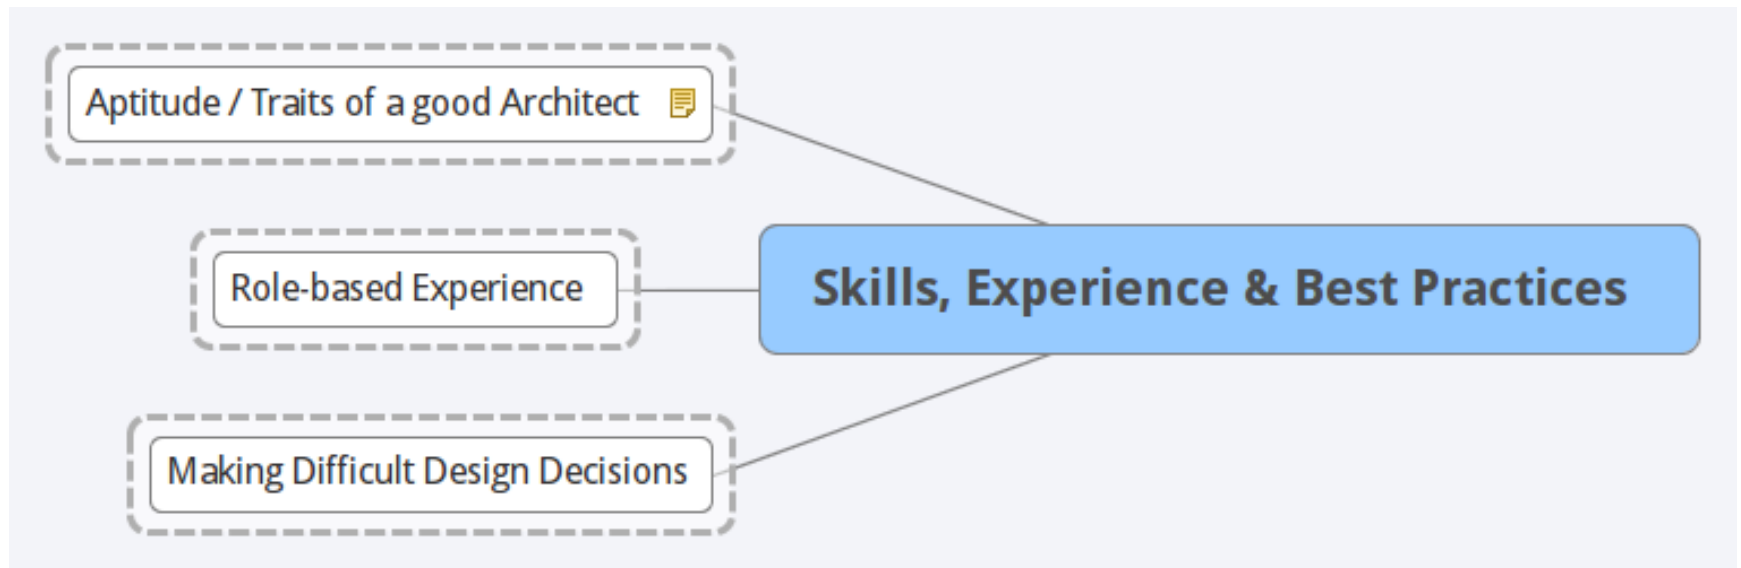 Aptitude / Traits of a good Architect
Role-based Experience
Skills, Experience & Best Practices
Making Difficult Design Decisions